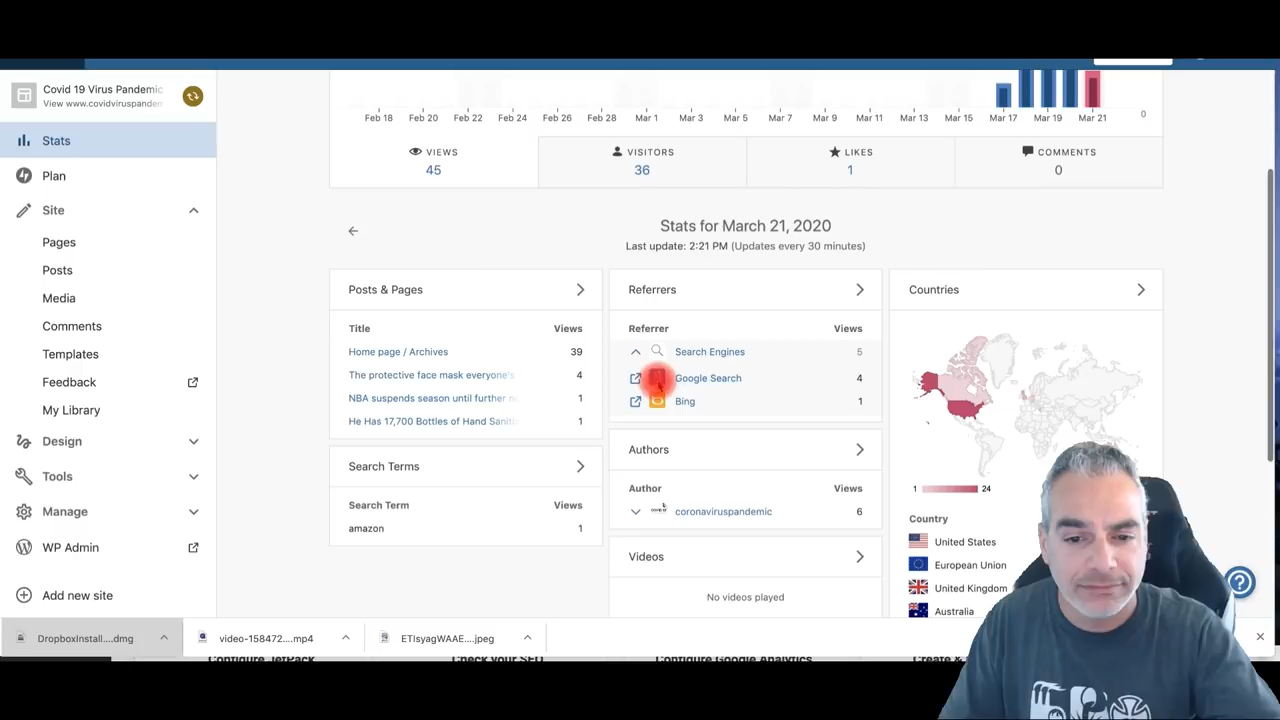 Covid 19 Virus Pandemic
View www.covidviruspanden
Stats
Plan
Site
Pages
Posts
Media
Comments
Templates
Feedback
My Library
Design
Tools
Manage
WP Admin
Add new site
Feb 18 Feb 20 Feb 22 Feb 24 Feb 26 Feb 28 Mar 1 Mar 3 Mar 5 Mar 7 Mar 9 Mar 11 Mar 13 Mar 15 Mar 17 Mar 19 Mar 21 0
VIEWS VISITORS LIKES COMMENTS
45 36 1 0
Stats for March 21, 2020
Last update: 2:21 PM (Updates every 30 minutes)
Posts & Pages
Title Views
Home page / Archives 39
The protective face mask everyone's 4
NBA suspends season until further n 1
He Has 17,700 Bottles of Hand Saniti 1
Search Terms
Search Term Views
amazon 1
Referrers
Referrer Views
Search Engines 5
Google Search 4
Bing 1
Authors
Author Views
coronaviruspandemic 6
Videos
No videos played
Countries
1 24
Country
United States
European Union
United Kingdom
Australia
DropboxInstall....dmg video-158472....mp4 ETIsyagWAAE....jpeg
Configure JetPack Check your SEO Configure Google Analytics Create &